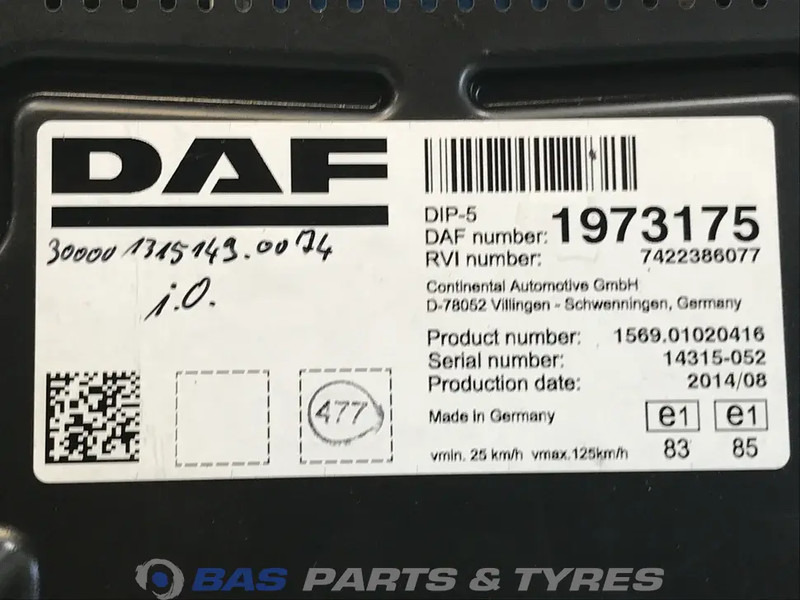 DAF
300001315149.0074
i.O.
477
DIP-5
DAF number: 1973175
RVI number: 7422386077
Continental Automotive GmbH
D-78052 Villingen - Schwenningen, Germany
Product number: 1569.01020416
Serial number: 14315-052
Production date: 2014/08
Made in Germany
e1 e1
83 85
vmin. 25 km/h vmax.125km/h
BAS PARTS & TYRES